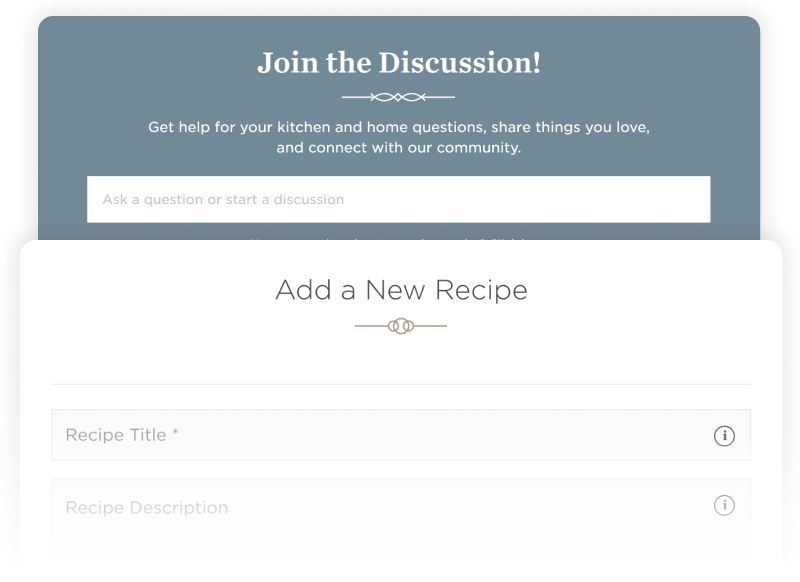 Join the Discussion!
Get help for your kitchen and home questions, share things you love,
and connect with our community.
Ask a question or start a discussion
Add a New Recipe
Recipe Title *
i
Recipe Description
i